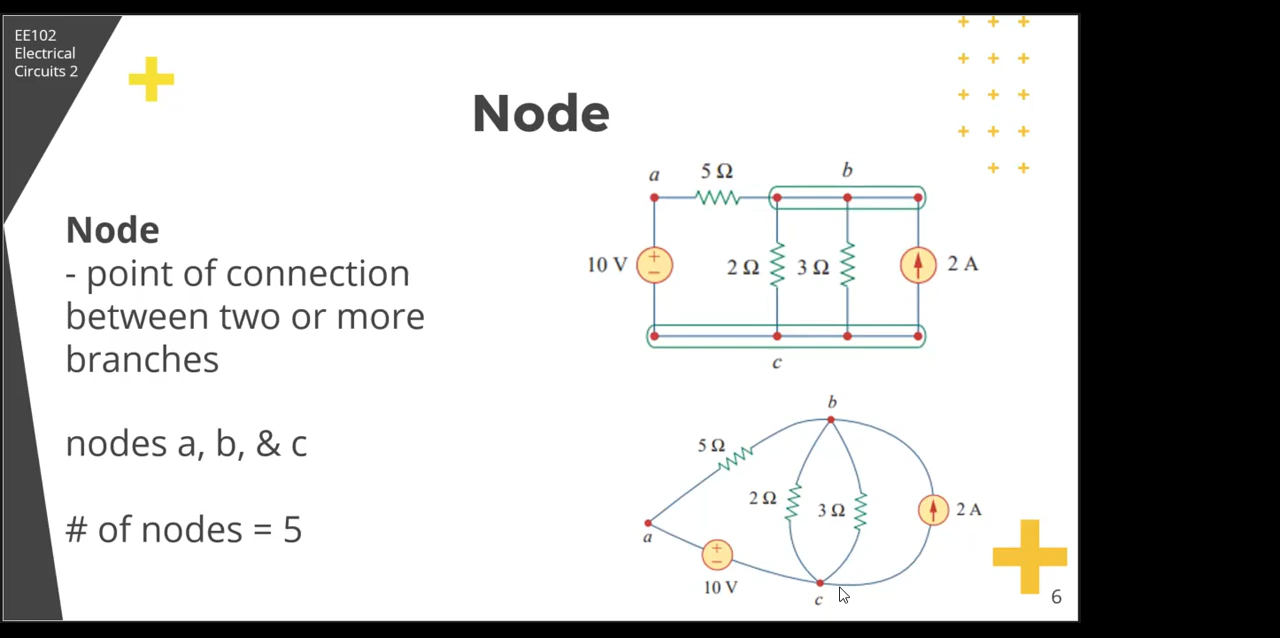 EE102
Electrical
Circuits 2
Node
Node
- point of connection
between two or more
branches
nodes a, b, & c
# of nodes = 5
a
5 Ω
b
10 V
+
−
2 Ω
3 Ω
2 A
c
b
5 Ω
2 Ω
3 Ω
2 A
a
+
−
10 V
c
6